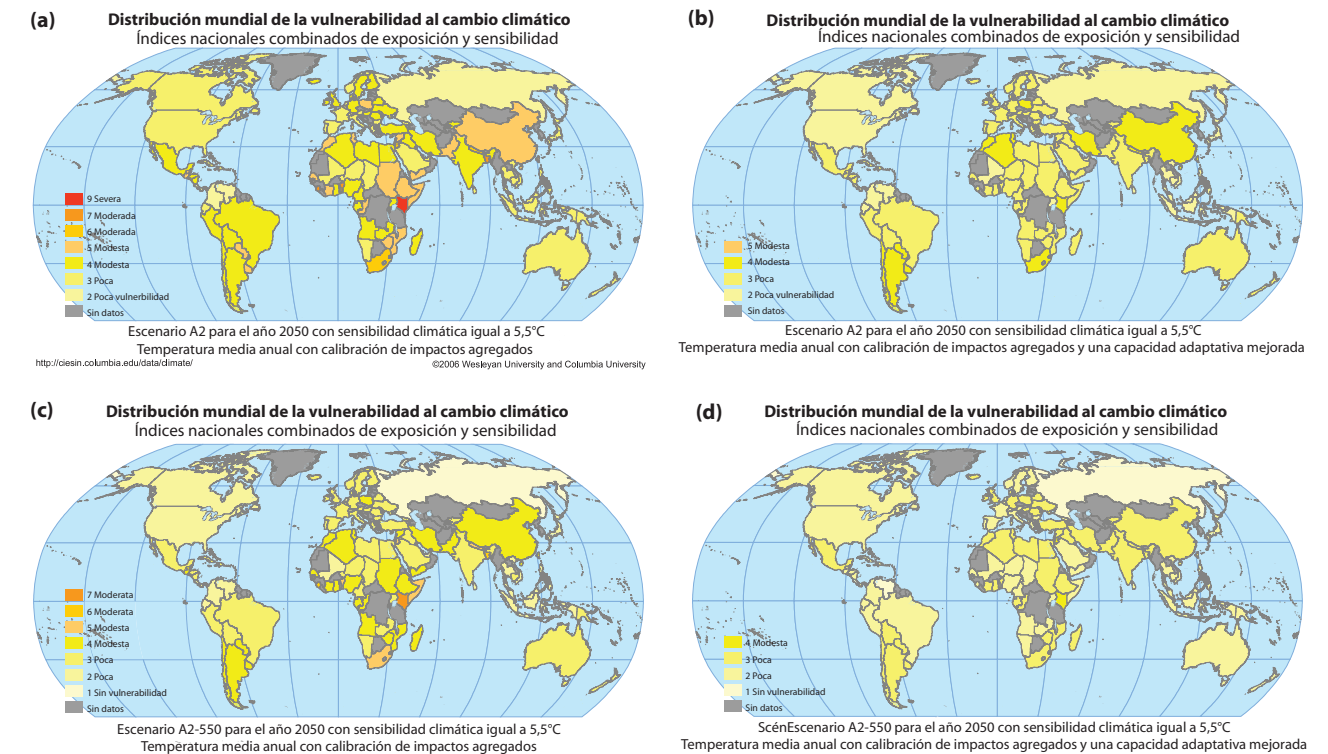 (a)
Distribución mundial de la vulnerabilidad al cambio climático
Índices nacionales combinados de exposición y sensibilidad
9 Severa
7 Moderada
6 Moderada
5 Modesta
4 Modesta
3 Poca
2 Poca vulnerbilidad
Sin datos
Escenario A2 para el año 2050 con sensibilidad climática igual a 5,5°C
Temperatura media anual con calibración de impactos agregados
http://ciesin.columbia.edu/data/climate/
©2006 Wesleyan University and Columbia University
(b)
Distribución mundial de la vulnerabilidad al cambio climático
Índices nacionales combinados de exposición y sensibilidad
5 Modesta
4 Modesta
3 Poca
2 Poca vulnerabilidad
Sin datos
Escenario A2 para el año 2050 con sensibilidad climática igual a 5,5°C
Temperatura media anual con calibración de impactos agregados y una capacidad adaptativa mejorada
(c)
Distribución mundial de la vulnerabilidad al cambio climático
Índices nacionales combinados de exposición y sensibilidad
7 Moderata
6 Moderata
5 Modesta
4 Modesta
3 Poca
2 Poca
1 Sin vulnerabilidad
Sin datos
Escenario A2-550 para el año 2050 con sensibilidad climática igual a 5,5°C
Temperatura media anual con calibración de impactos agregados
(d)
Distribución mundial de la vulnerabilidad al cambio climático
Índices nacionales combinados de exposición y sensibilidad
4 Modesta
3 Poca
2 Poca
1 Sin vulnerabilidad
Sin datos
ScénEscenario A2-550 para el año 2050 con sensibilidad climática igual a 5,5°C
Temperatura media anual con calibración de impactos agregados y una capacidad adaptativa mejorada